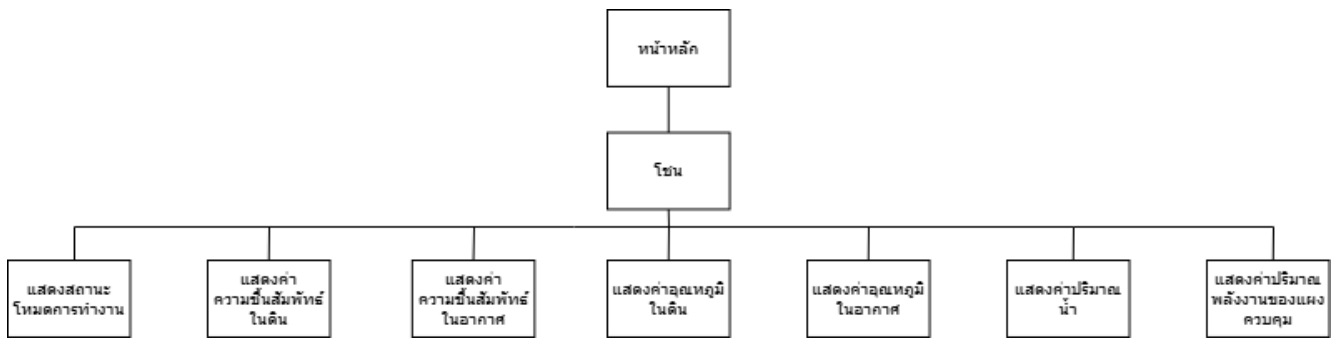 หน้าหลัก
โซน
แสดงสถานะ
โหมดการทำงาน
แสดงค่า
ความชื้นสัมพัทธ์
ในดิน
แสดงค่า
ความชื้นสัมพัทธ์
ในอากาศ
แสดงค่าอุณหภูมิ
ในดิน
แสดงค่าอุณหภูมิ
ในอากาศ
แสดงค่าปริมาณ
น้ำ
แสดงค่าปริมาณ
พลังงานของแผง
ควบคุม